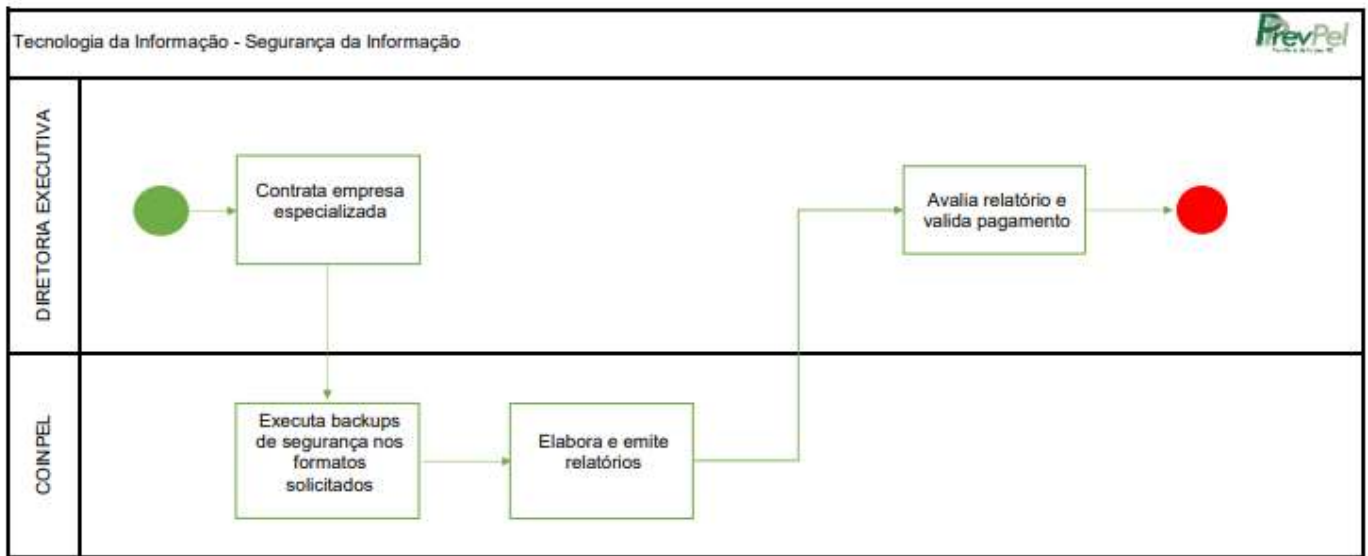 Tecnologia da Informação - Segurança da Informação
PrevPel
DIRETORIA EXECUTIVA
Contrata empresa
especializada
Avalia relatório e
valida pagamento
COINPEL
Executa backups
de segurança nos
formatos
solicitados
Elabora e emite
relatórios